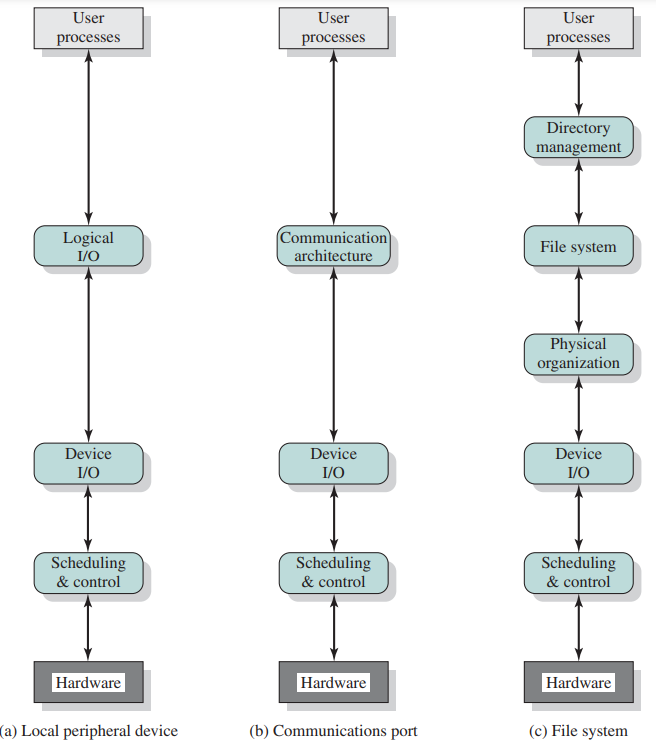 User
processes
Logical
I/O
Device
I/O
Scheduling
& control
Hardware
(a) Local peripheral device
User
processes
Communication
architecture
Device
I/O
Scheduling
& control
Hardware
(b) Communications port
User
processes
Directory
management
File system
Physical
organization
Device
I/O
Scheduling
& control
Hardware
(c) File system